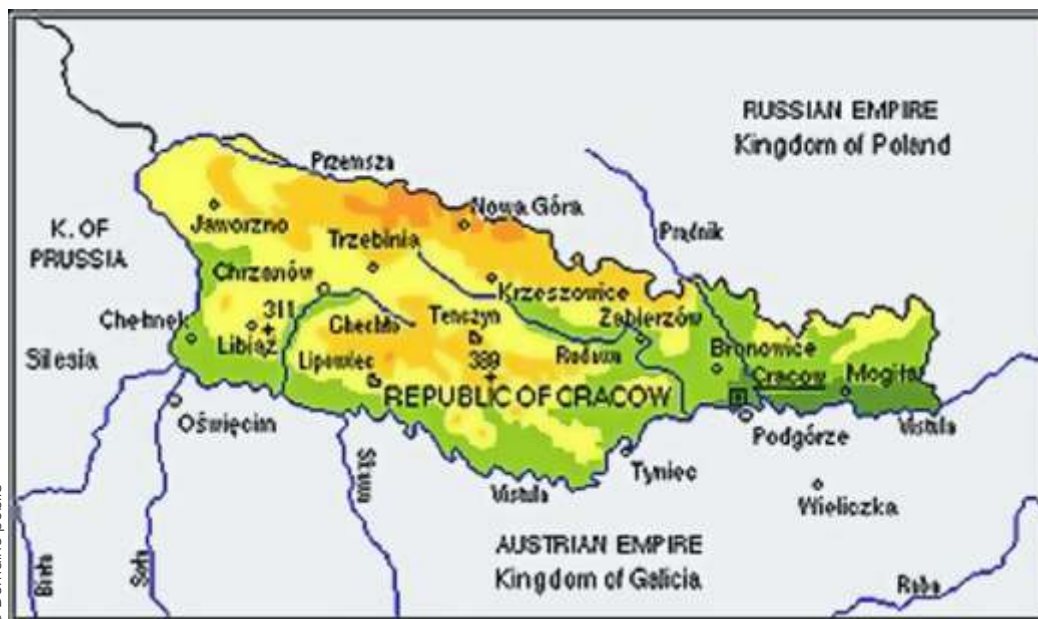 RUSSIAN EMPIRE
Kingdom of Poland
Przemsza
Nowa Góra
Jaworzno
K. OF
PRUSSIA
Trzebinia
Prądnik
Chrzanów
Krzeszowice
311
Chełmek
Chechło
Tenczyn
Zabierzów
Libiąż
Silesia
Lipowiec
389
Rudawa
Bronowice
Cracow
Mogiła
REPUBLIC OF CRACOW
Oświęcim
Podgórze
Vistula
Tyniec
Skawa
Vistula
Wieliczka
AUSTRIAN EMPIRE
Kingdom of Galicia
Biała
Soła
Raba